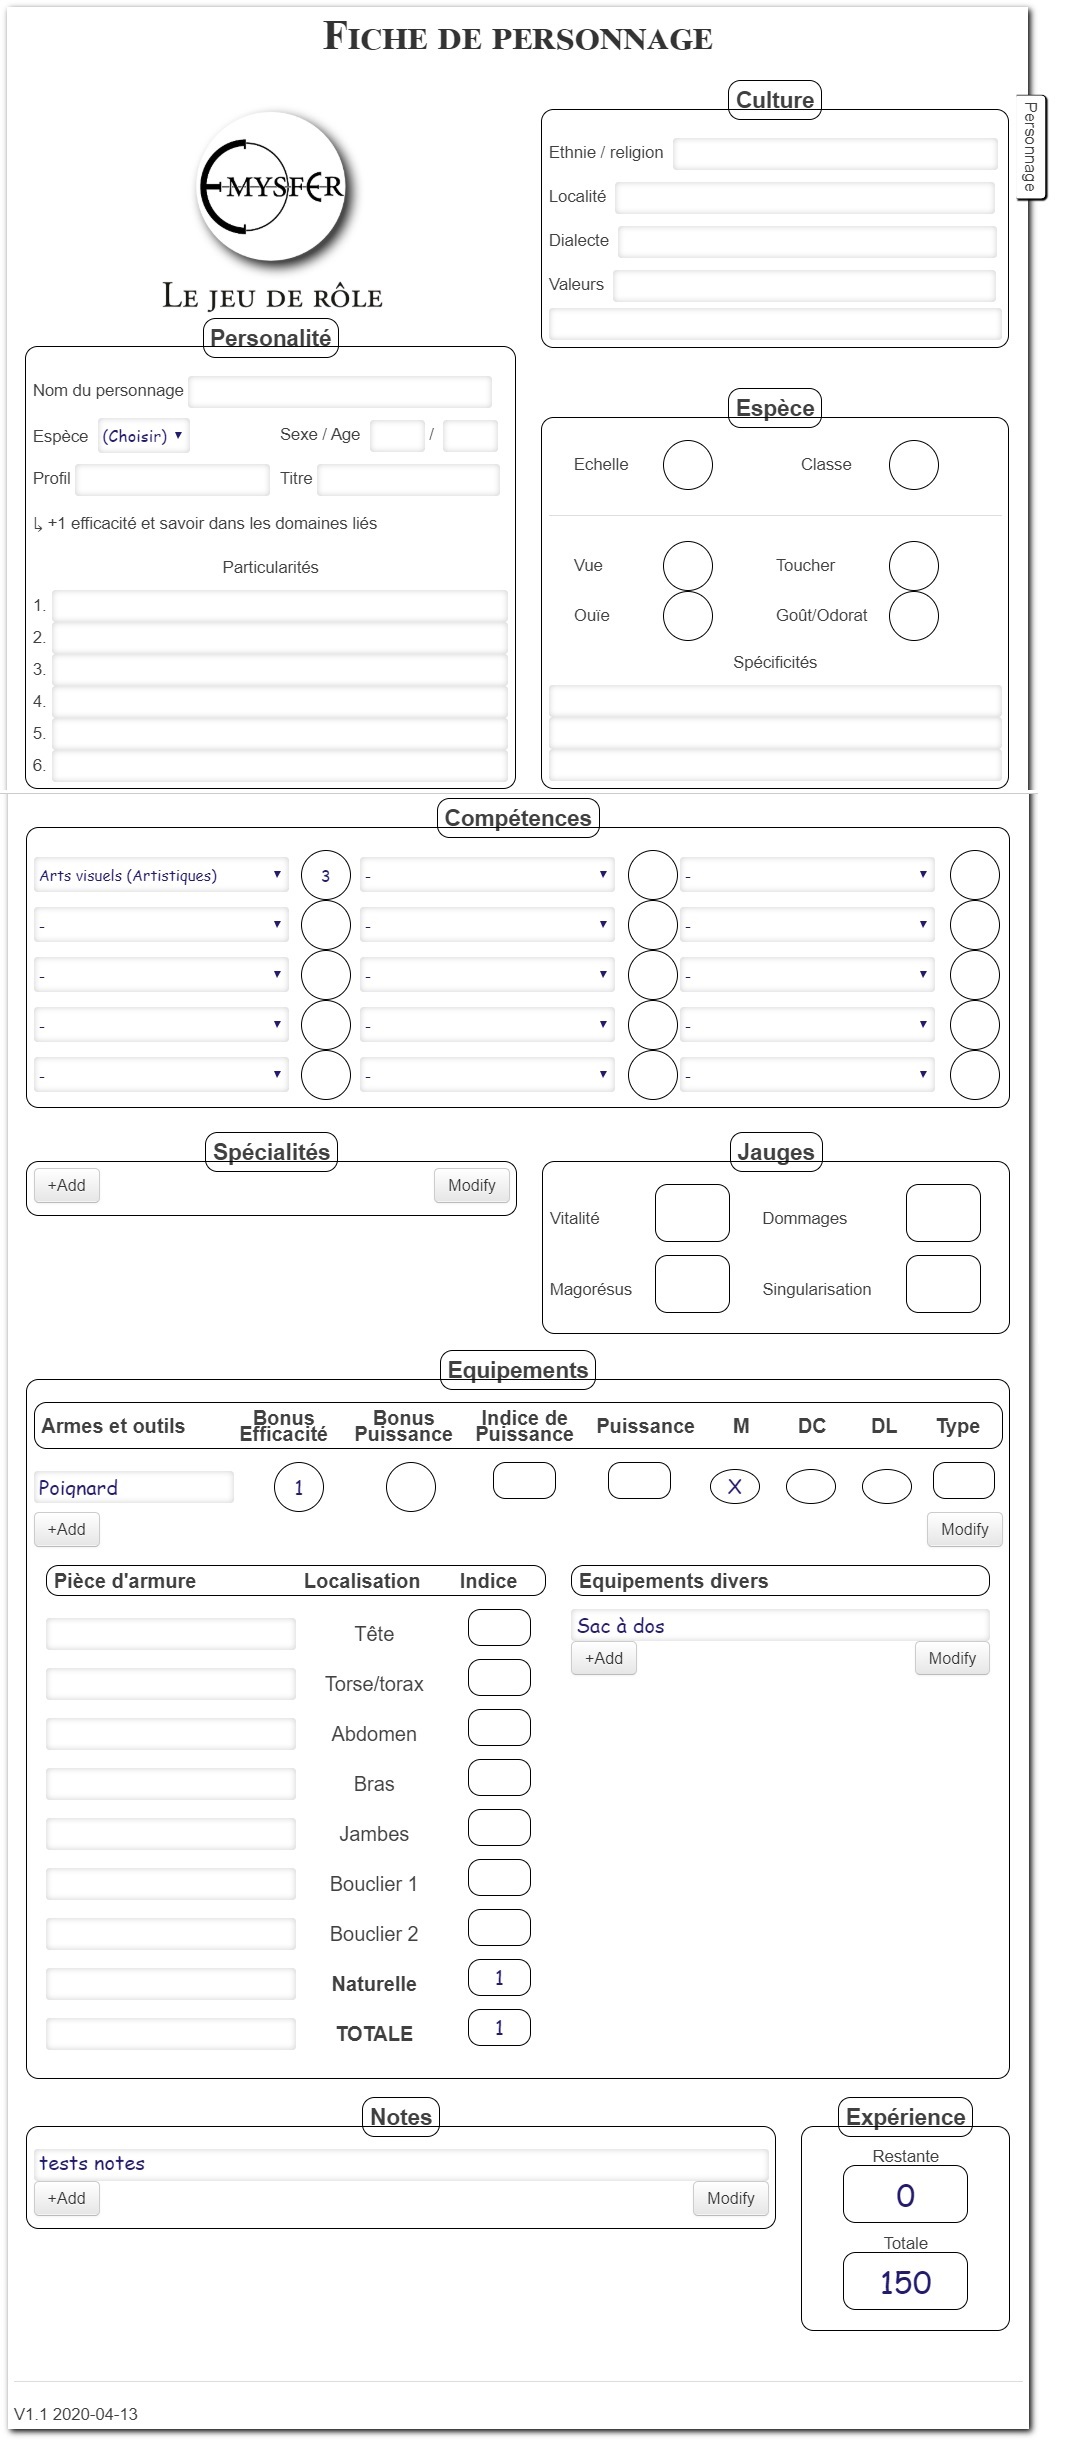 FICHE DE PERSONNAGE
Personnage
EMYSFER
LE JEU DE RÔLE
Culture
Ethnie / religion
Localité
Dialecte
Valeurs
Personalité
Nom du personnage
Espèce (Choisir) Sexe / Age /
Profil Titre
↳ +1 efficacité et savoir dans les domaines liés
Particularités
1.
2.
3.
4.
5.
6.
Espèce
Echelle Classe
Vue Toucher
Ouïe Goût/Odorat
Spécificités
Compétences
Arts visuels (Artistiques) 3 - -
- - -
- - -
- - -
- - -
Spécialités
+Add Modify
Jauges
Vitalité Dommages
Magorésus Singularisation
Equipements
Armes et outils Bonus Efficacité Bonus Puissance Indice de Puissance Puissance M DC DL Type
Poignard 1 X
+Add Modify
Pièce d'armure Localisation Indice
Tête
Torse/torax
Abdomen
Bras
Jambes
Bouclier 1
Bouclier 2
Naturelle 1
TOTALE 1
Equipements divers
Sac à dos
+Add Modify
Notes
tests notes
+Add Modify
Expérience
Restante
0
Totale
150
V1.1 2020-04-13